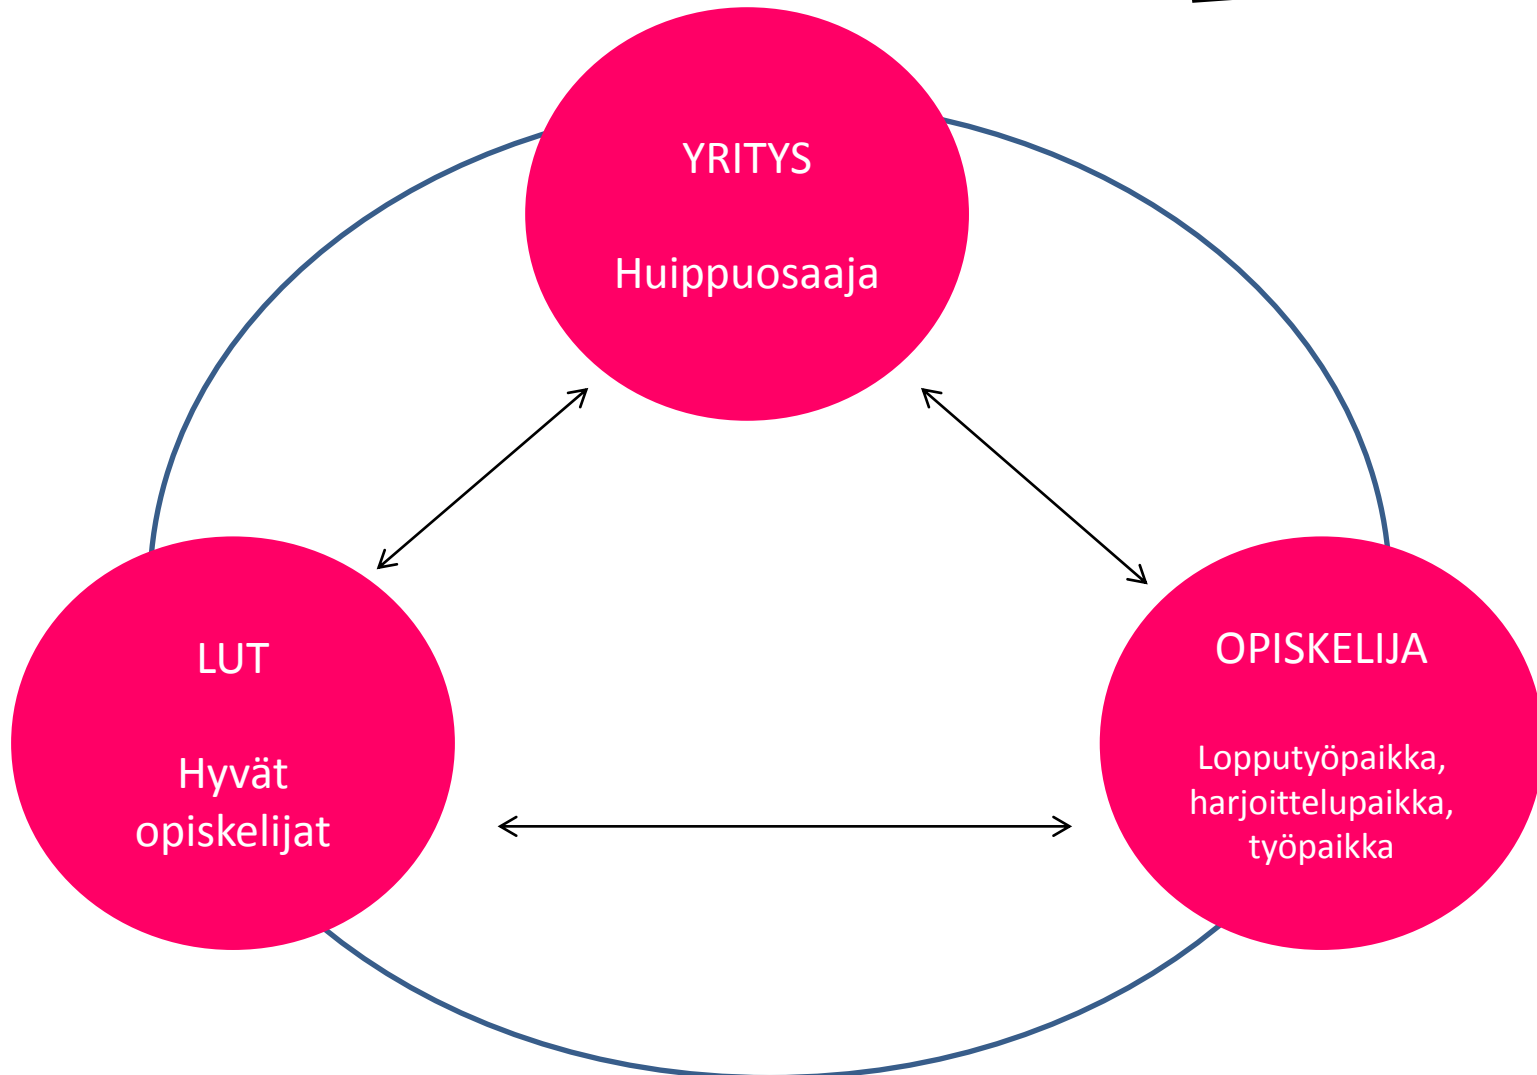 YRITYS
Huippuosaaja
LUT
Hyvät
opiskelijat
OPISKELIJA
Lopputyöpaikka,
harjoittelupaikka,
työpaikka